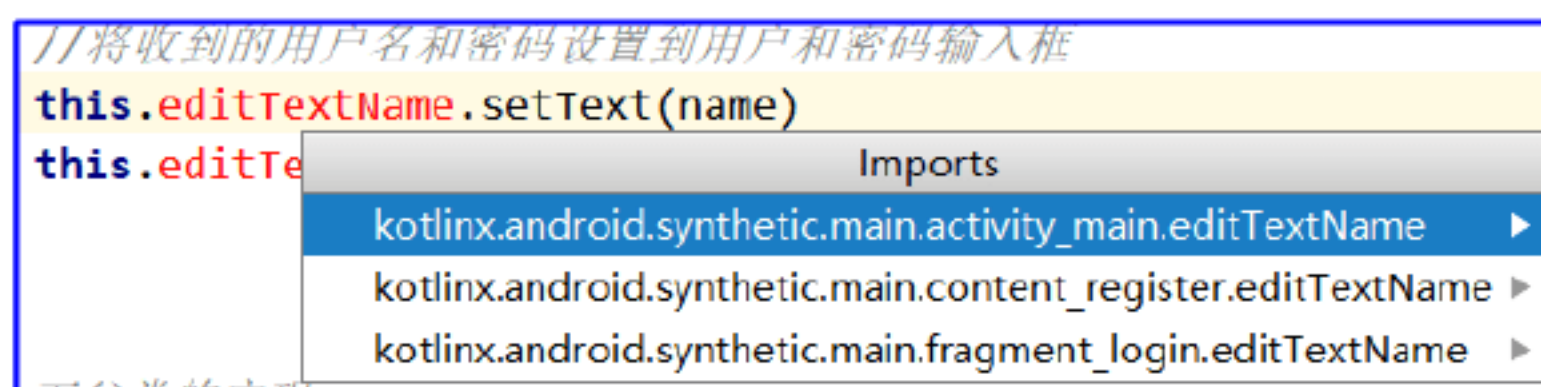 //将收到的用户名和密码设置到用户和密码输入框
this.editTextName.setText(name)
this.editTe
Imports
kotlinx.android.synthetic.main.activity_main.editTextName
kotlinx.android.synthetic.main.content_register.editTextName
kotlinx.android.synthetic.main.fragment_login.editTextName